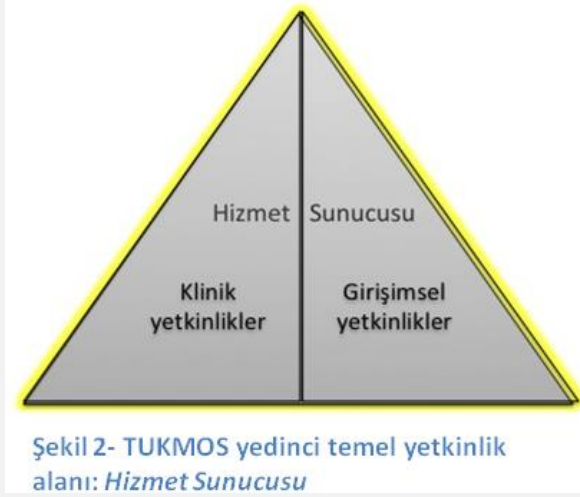 Hizmet Sunucusu
Klinik yetkinlikler
Girişimsel yetkinlikler
Şekil 2- TUKMOS yedinci temel yetkinlik
alanı: Hizmet Sunucusu